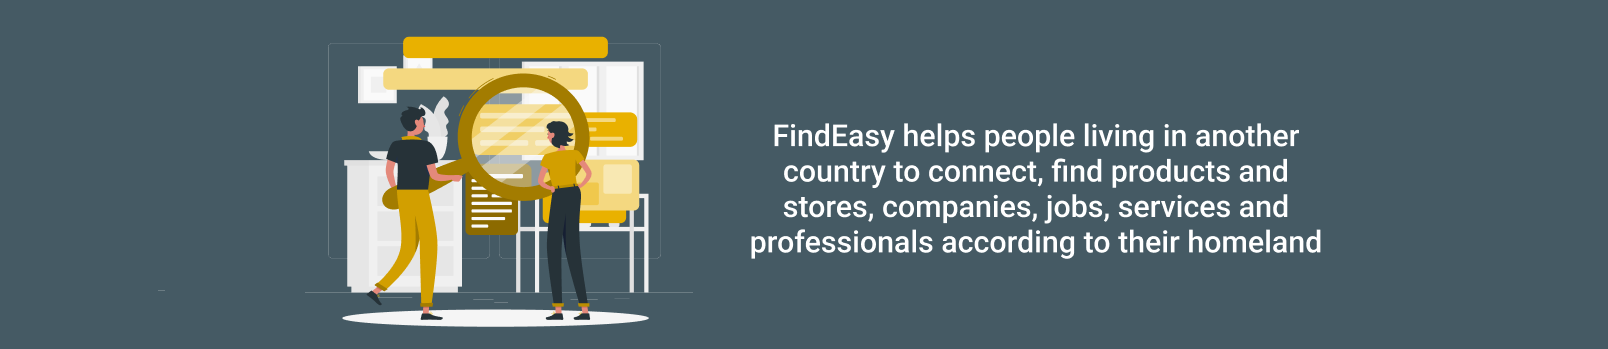 FindEasy helps people living in another
country to connect, find products and
stores, companies, jobs, services and
professionals according to their homeland